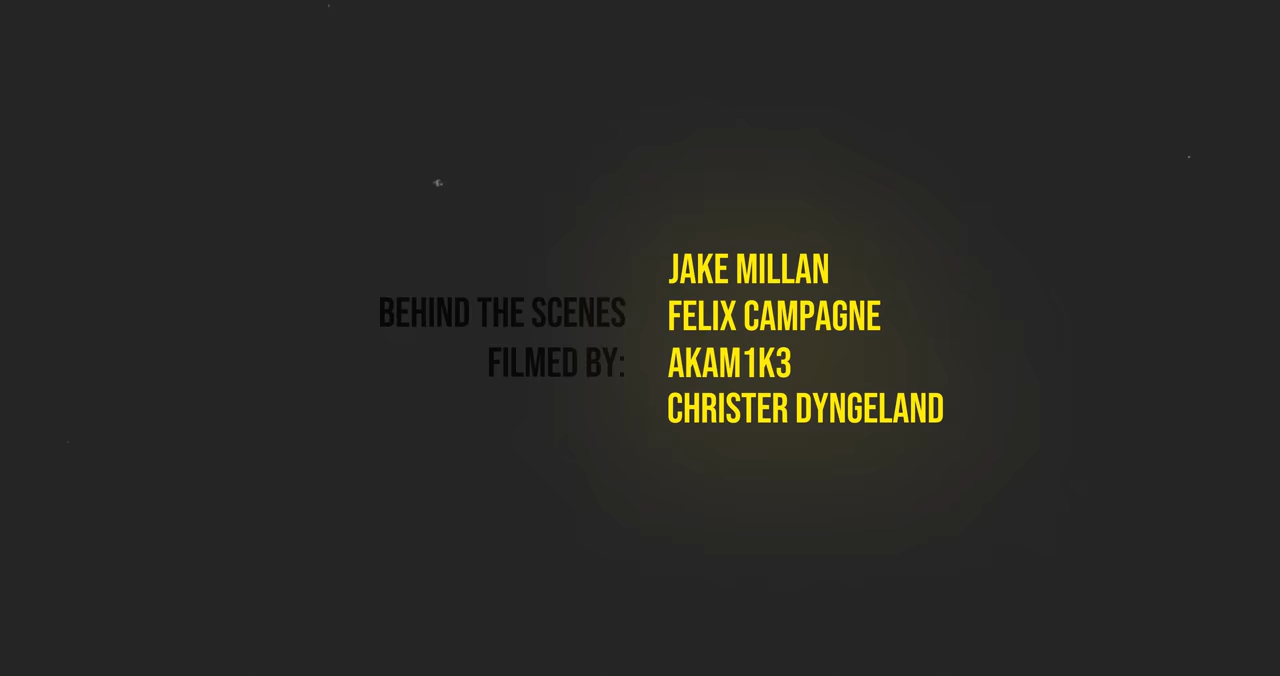 BEHIND THE SCENES
FILMED BY:
JAKE MILLAN
FELIX CAMPAGNE
AKAM1K3
CHRISTER DYNGELAND